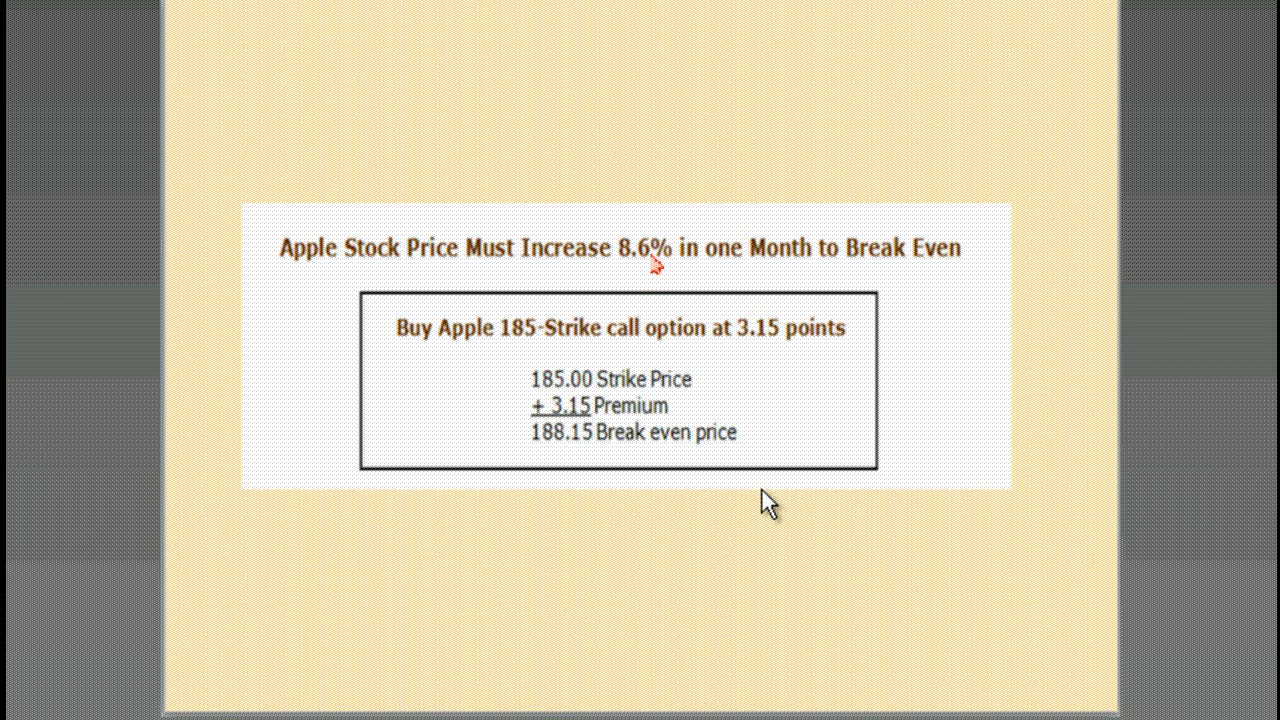 Apple Stock Price Must Increase 8.6% in one Month to Break Even
Buy Apple 185-Strike call option at 3.15 points
185.00 Strike Price
+ 3.15 Premium
188.15 Break even price